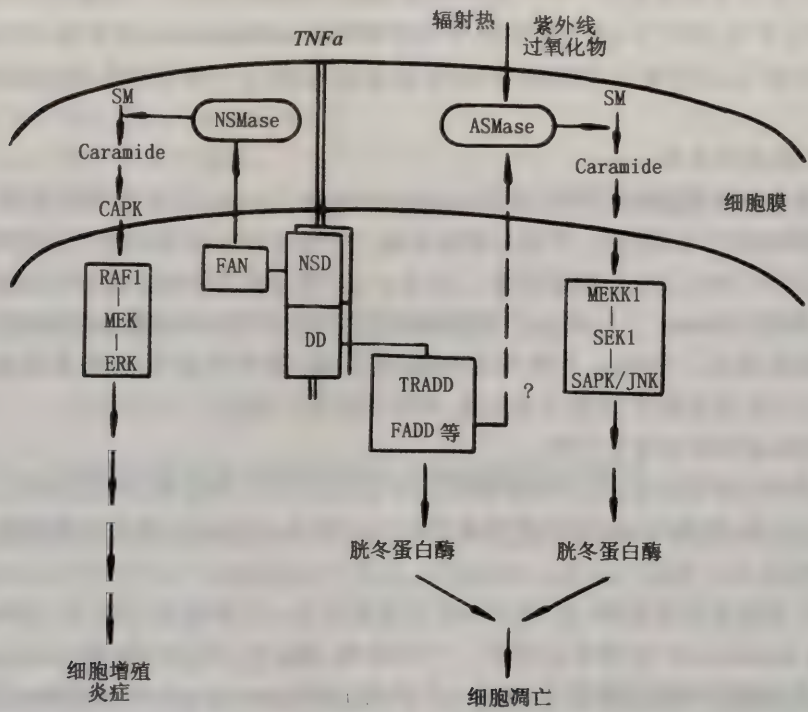 辐射热
紫外线
过氧化物
TNFa
SM
NSMase
ASMase
SM
Caramide
Caramide
CAPK
细胞膜
FAN
NSD
RAF1
MEK
ERK
DD
MEKK1
SEK1
SAPK/JNK
TRADD
FADD 等
?
胱冬蛋白酶
胱冬蛋白酶
细胞增殖
炎症
细胞凋亡